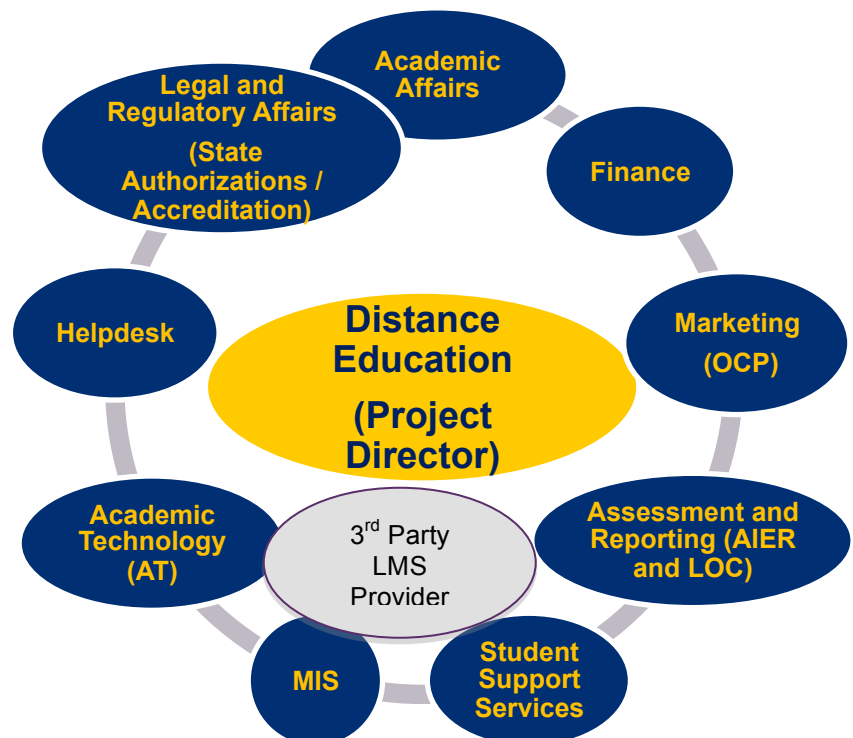 Academic
Affairs
Legal and
Regulatory Affairs
(State
Authorizations /
Accreditation)
Finance
Helpdesk
Distance
Education
(Project
Director)
Marketing
(OCP)
Academic
Technology
(AT)
3rd Party
LMS
Provider
Assessment and
Reporting (AIER
and LOC)
MIS
Student
Support
Services